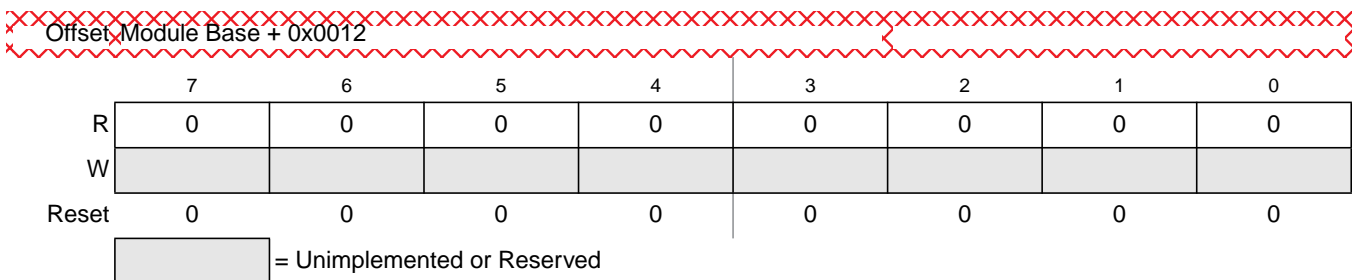 Offset Module Base + 0x0012
7 6 5 4 3 2 1 0
R 0 0 0 0 0 0 0 0
W
Reset 0 0 0 0 0 0 0 0
= Unimplemented or Reserved